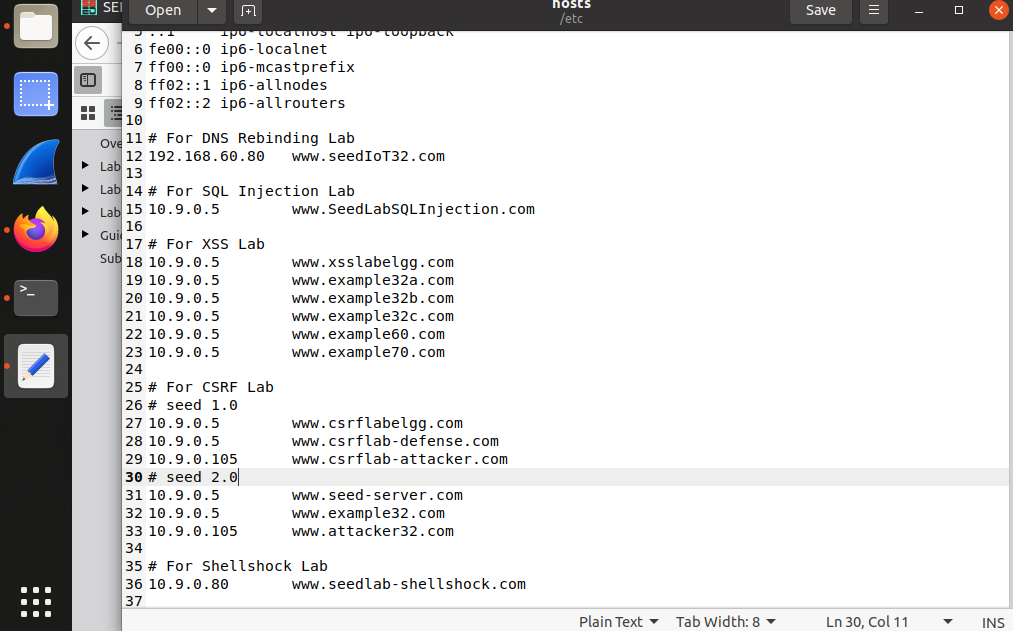 Open
hosts
/etc
Save
SEI
5 ::1     ip6-localhost ip6-loopback
6 fe00::0 ip6-localnet
7 ff00::0 ip6-mcastprefix
8 ff02::1 ip6-allnodes
9 ff02::2 ip6-allrouters
10
11 # For DNS Rebinding Lab
12 192.168.60.80   www.seedIoT32.com
13
14 # For SQL Injection Lab
15 10.9.0.5        www.SeedLabSQLInjection.com
16
17 # For XSS Lab
18 10.9.0.5        www.xsslabelgg.com
19 10.9.0.5        www.example32a.com
20 10.9.0.5        www.example32b.com
21 10.9.0.5        www.example32c.com
22 10.9.0.5        www.example60.com
23 10.9.0.5        www.example70.com
24
25 # For CSRF Lab
26 # seed 1.0
27 10.9.0.5        www.csrflabelgg.com
28 10.9.0.5        www.csrflab-defense.com
29 10.9.0.105      www.csrflab-attacker.com
30 # seed 2.0
31 10.9.0.5        www.seed-server.com
32 10.9.0.5        www.example32.com
33 10.9.0.105      www.attacker32.com
34
35 # For Shellshock Lab
36 10.9.0.80       www.seedlab-shellshock.com
37
Ove
Lab
Lab
Lab
Guid
Sub
Plain Text
Tab Width: 8
Ln 30, Col 11
INS